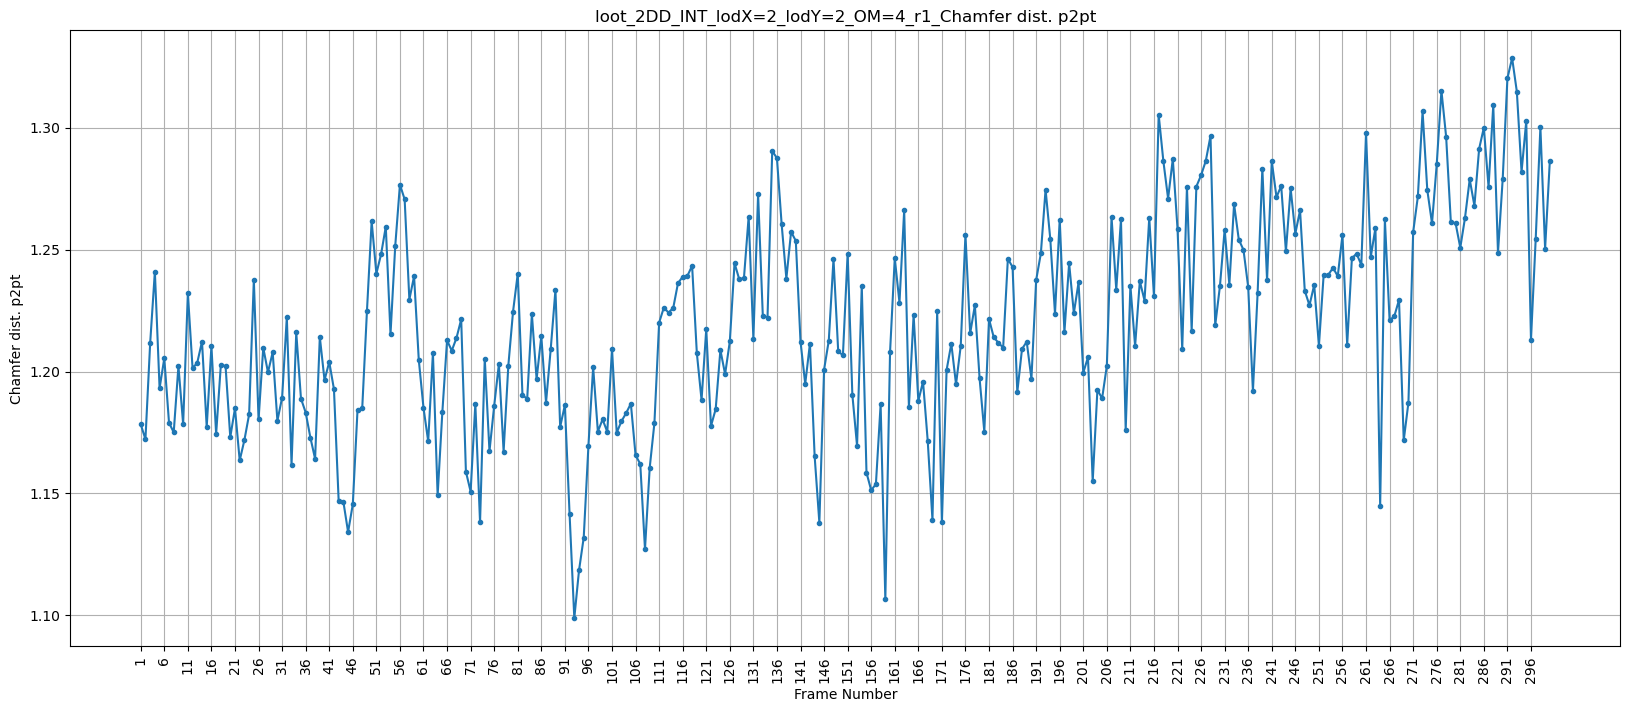 loot_2DD_INT_lodX=2_lodY=2_OM=4_r1_Chamfer dist. p2pt
Chamfer dist. p2pt
1.30
1.25
1.20
1.15
1.10
1 6 11 16 21 26 31 36 41 46 51 56 61 66 71 76 81 86 91 96 101 106 111 116 121 126 131 136 141 146 151 156 161 166 171 176 181 186 191 196 201 206 211 216 221 226 231 236 241 246 251 256 261 266 271 276 281 286 291 296
Frame Number